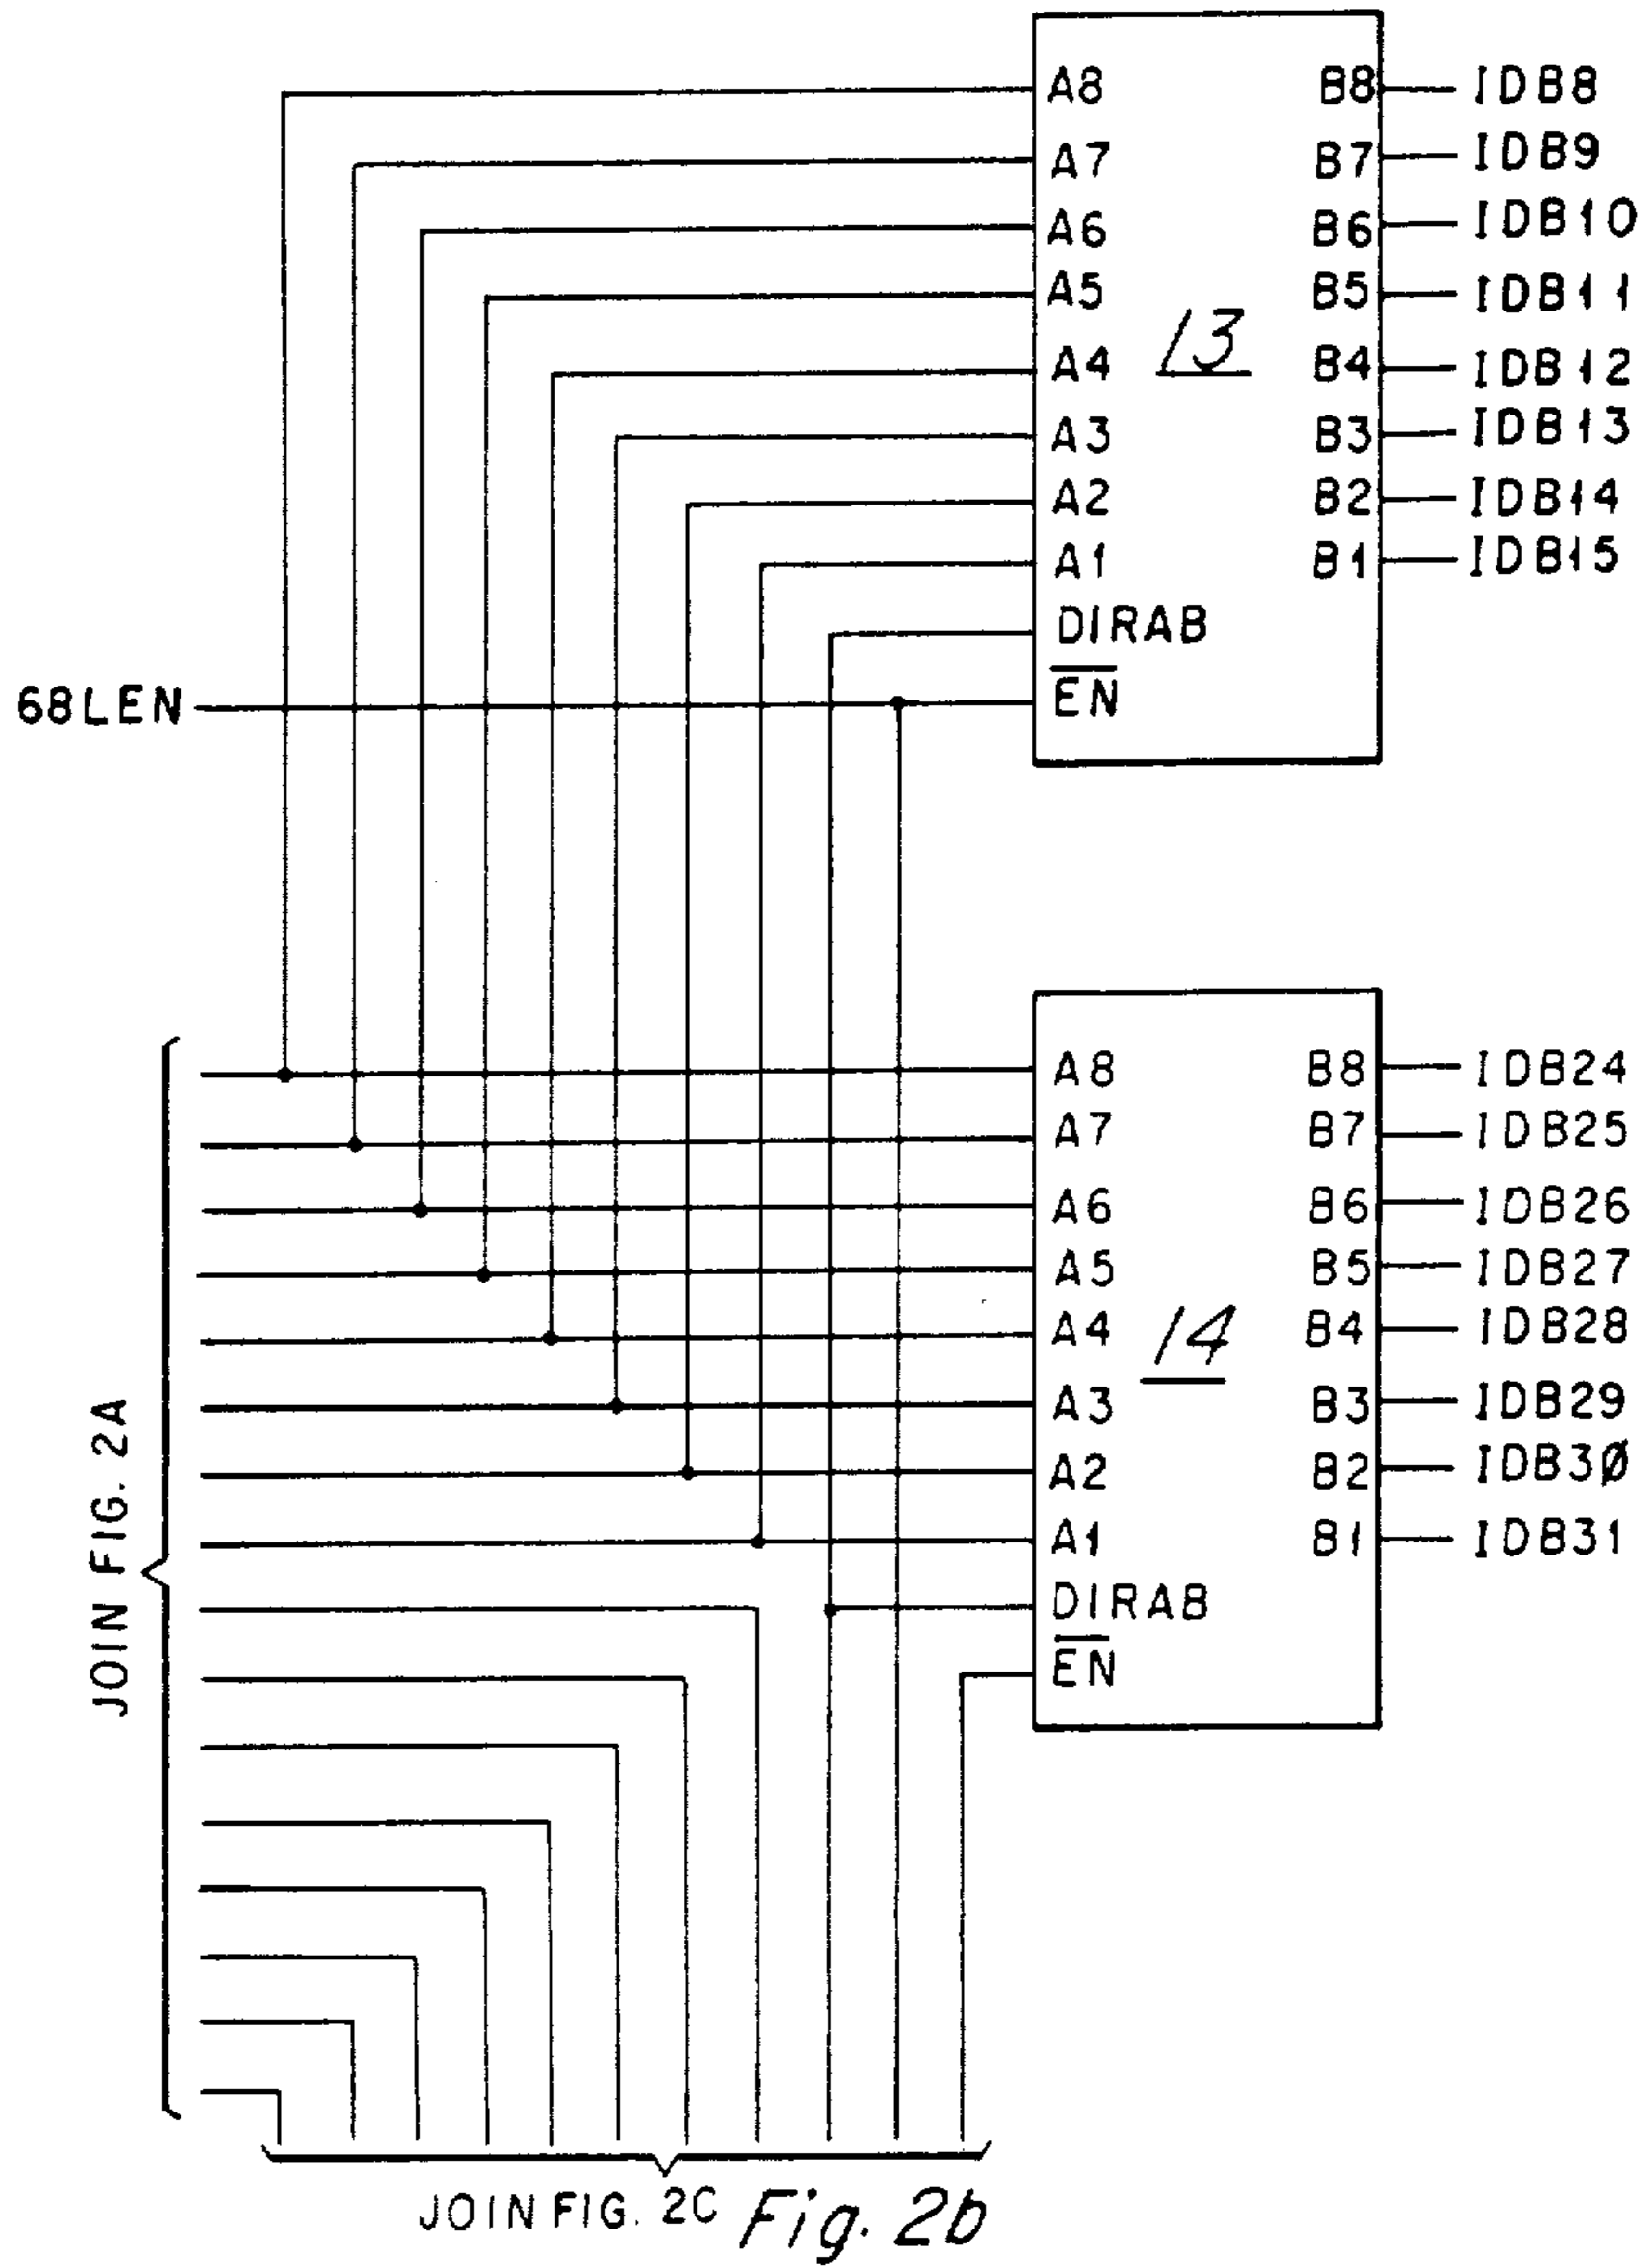 A8 B8 IDB8
A7 B7 IDB9
A6 B6 IDB10
A5 B5 IDB11
13
A4 B4 IDB12
A3 B3 IDB13
A2 B2 IDB14
A1 B1 IDB15
DIRAB
68LEN EN
A8 B8 IDB24
A7 B7 IDB25
A6 B6 IDB26
A5 B5 IDB27
14
A4 B4 IDB28
A3 B3 IDB29
A2 B2 IDB3Ø
A1 B1 IDB31
DIRAB
EN
JOIN FIG. 2A
JOIN FIG. 2C Fig. 2b